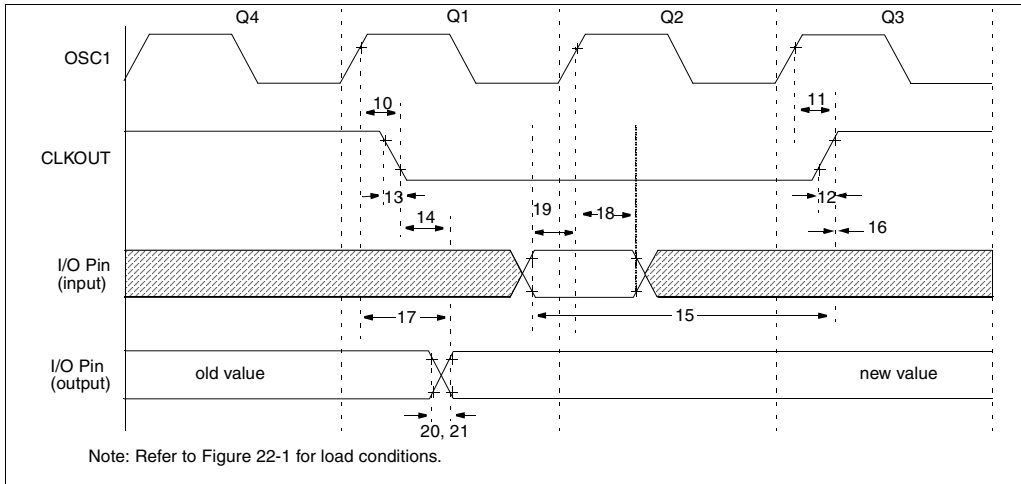 Q4 Q1 Q2 Q3
OSC1
10 11
CLKOUT
13 12
14 19 18 16
I/O Pin
(input)
17 15
I/O Pin
(output)
old value new value
20, 21
Note: Refer to Figure 22-1 for load conditions.